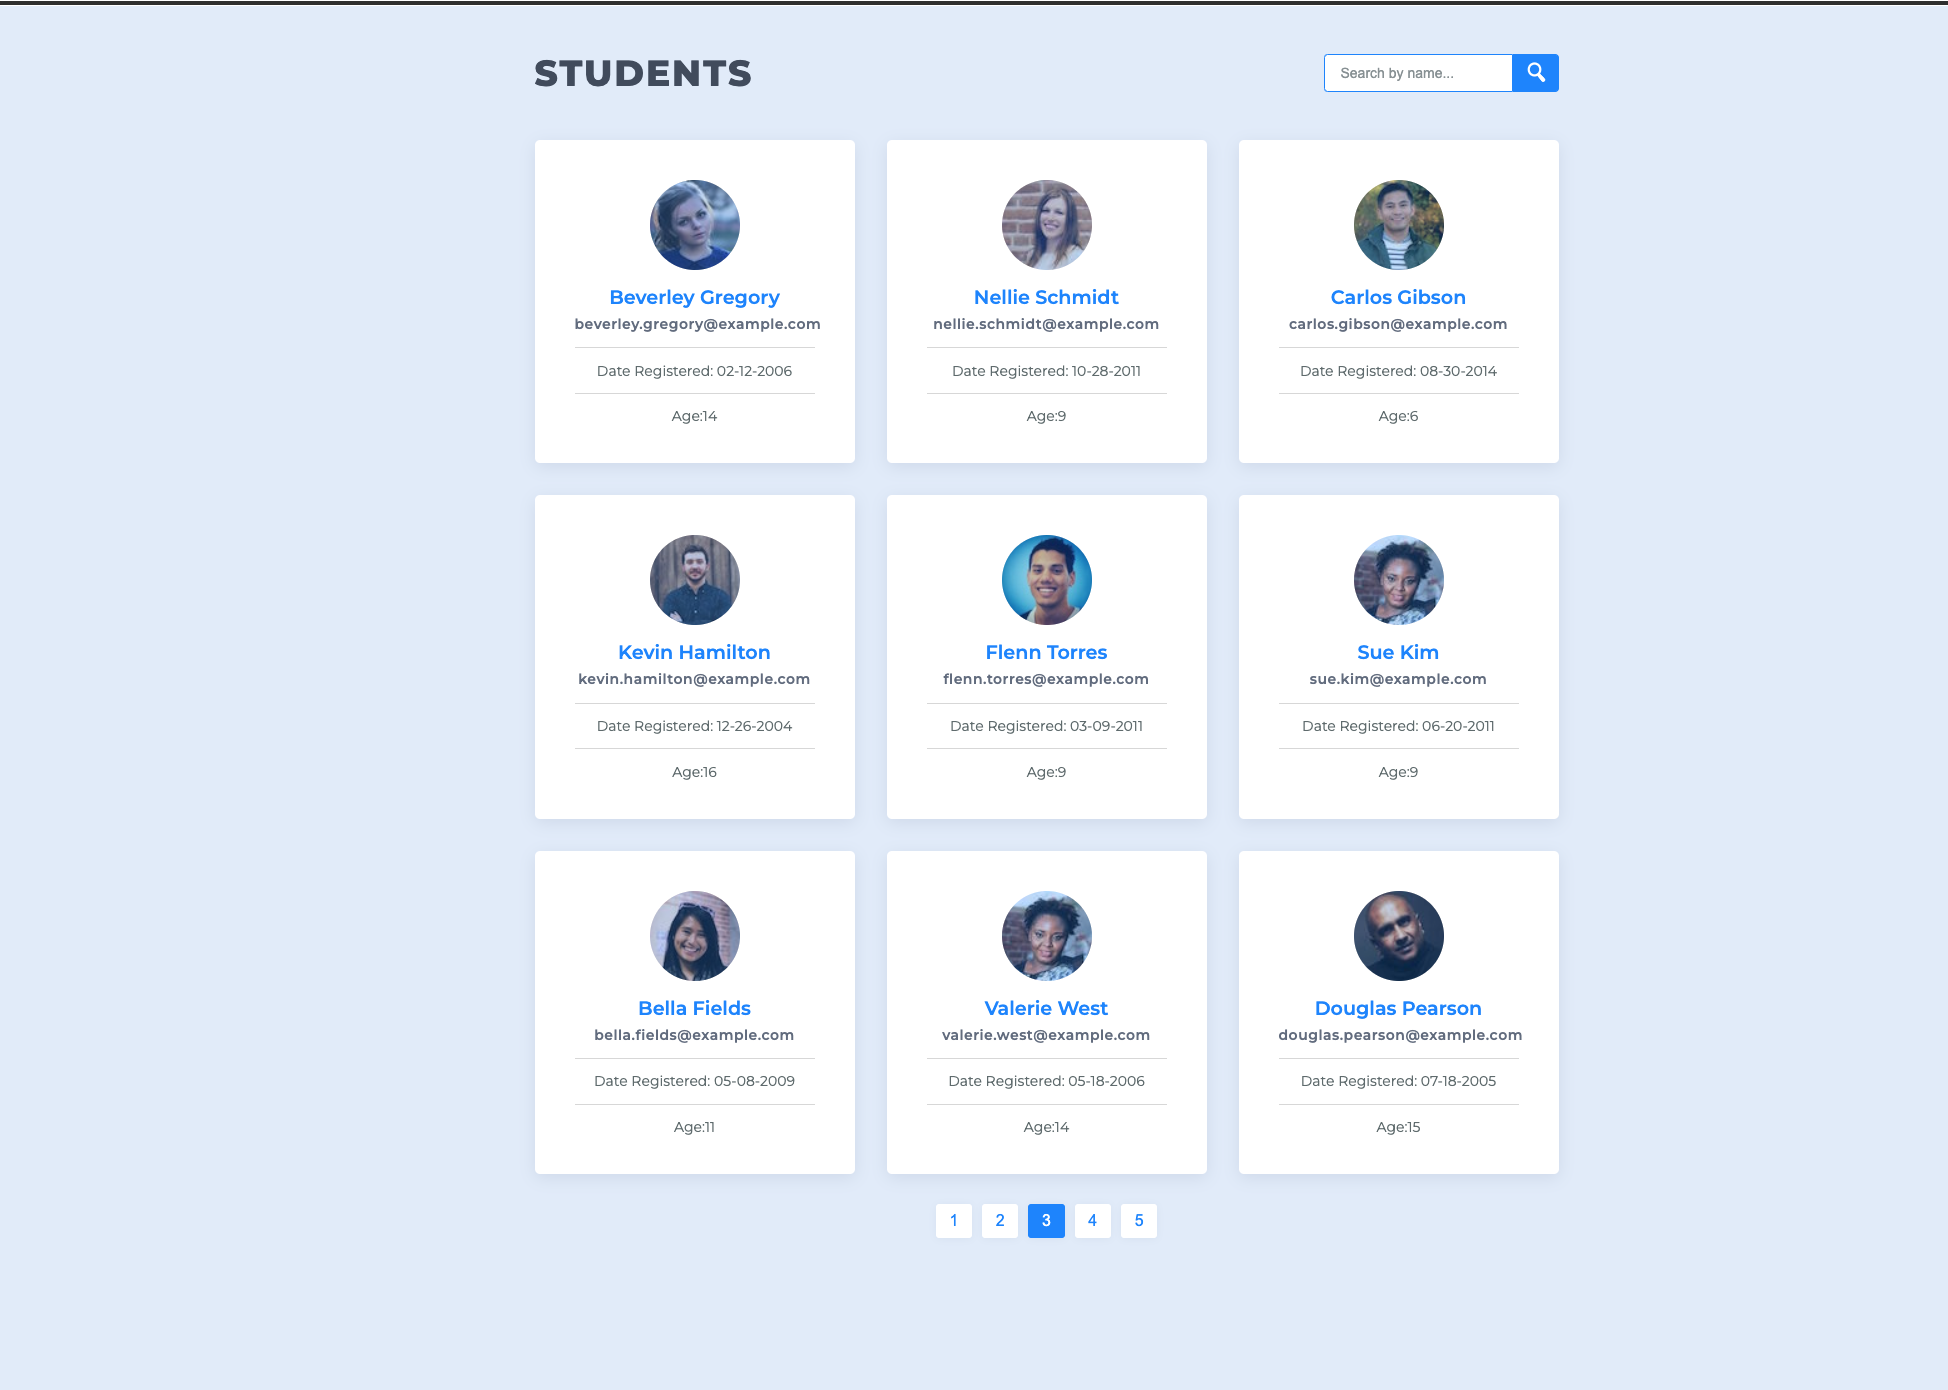 STUDENTS
Search by name...
Beverley Gregory
beverley.gregory@example.com
Date Registered: 02-12-2006
Age:14
Nellie Schmidt
nellie.schmidt@example.com
Date Registered: 10-28-2011
Age:9
Carlos Gibson
carlos.gibson@example.com
Date Registered: 08-30-2014
Age:6
Kevin Hamilton
kevin.hamilton@example.com
Date Registered: 12-26-2004
Age:16
Flenn Torres
flenn.torres@example.com
Date Registered: 03-09-2011
Age:9
Sue Kim
sue.kim@example.com
Date Registered: 06-20-2011
Age:9
Bella Fields
bella.fields@example.com
Date Registered: 05-08-2009
Age:11
Valerie West
valerie.west@example.com
Date Registered: 05-18-2006
Age:14
Douglas Pearson
douglas.pearson@example.com
Date Registered: 07-18-2005
Age:15
1 2 3 4 5